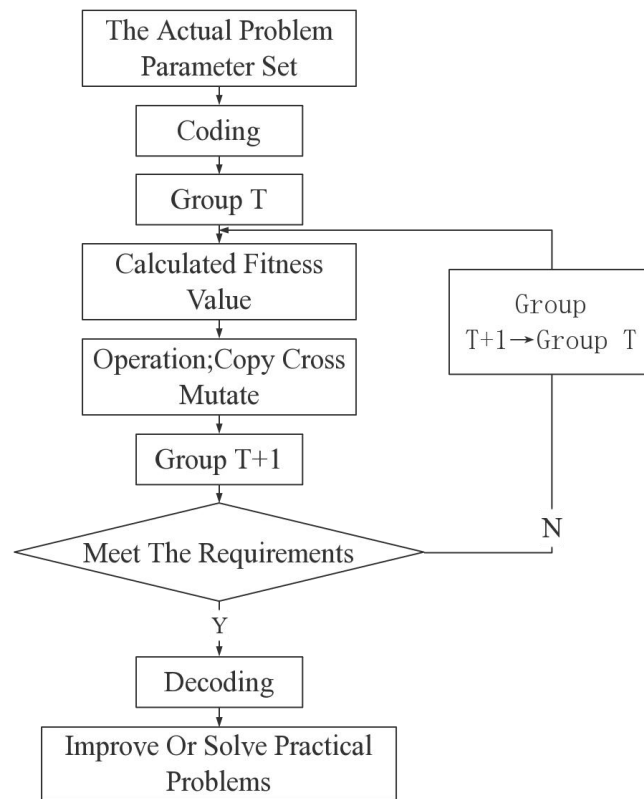 The Actual Problem
Parameter Set
Coding
Group T
Calculated Fitness
Value
Group
T+1→Group T
Operation;Copy Cross
Mutate
Group T+1
Meet The Requirements
N
Y
Decoding
Improve Or Solve Practical
Problems